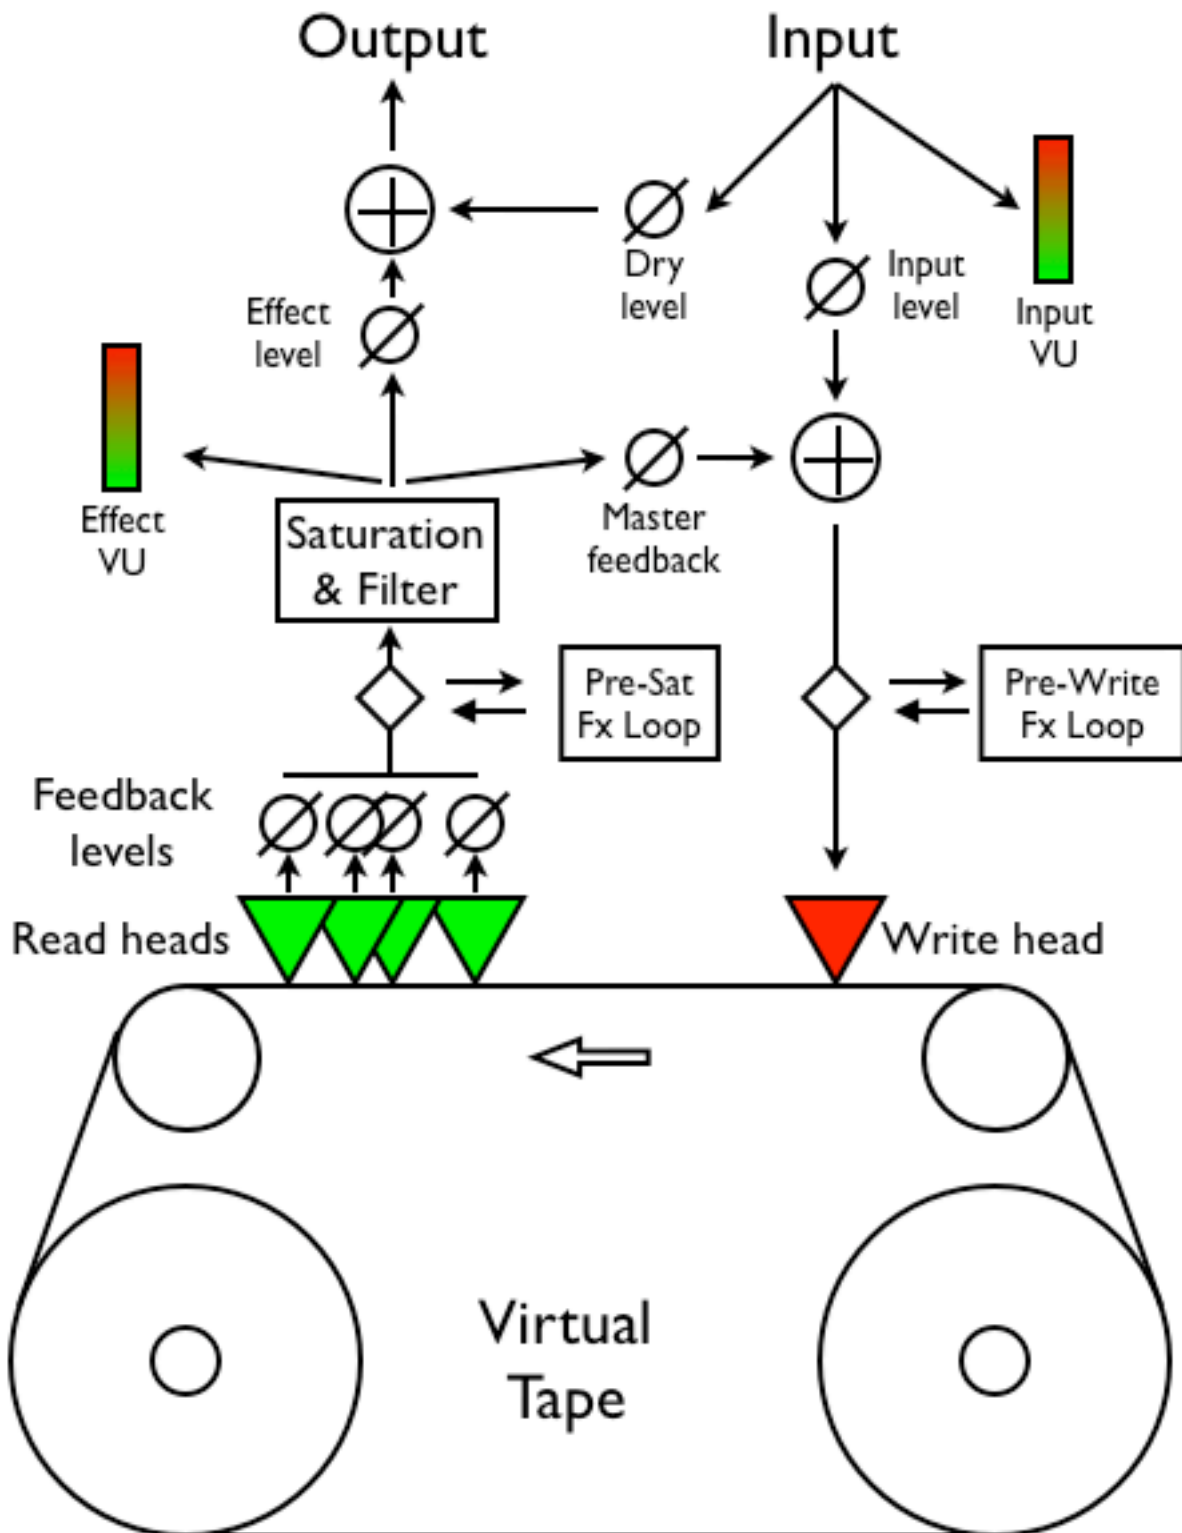 Output
Input
Dry
level
Input
level
Input
VU
Effect
level
Effect
VU
Saturation
& Filter
Master
feedback
Pre-Sat
Fx Loop
Pre-Write
Fx Loop
Feedback
levels
Read heads
Write head
Virtual
Tape